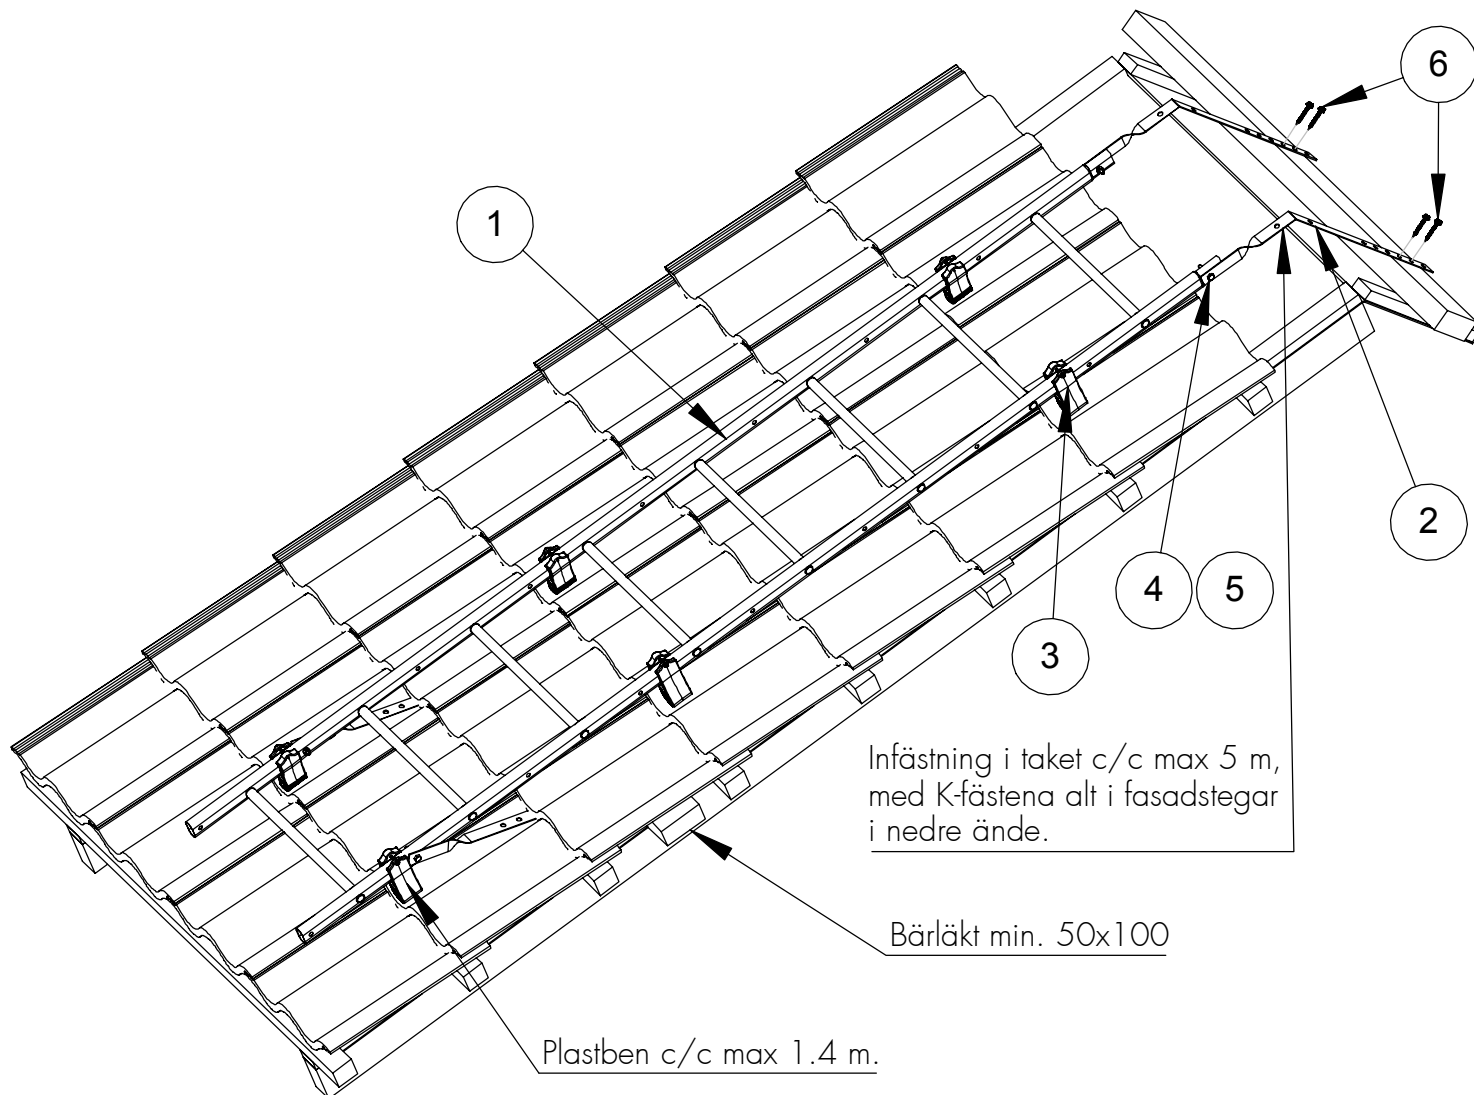 6
1
2
4 5
3
Infästning i taket c/c max 5 m,
med K-fästena alt i fasadstegar
i nedre ände.
Bärläkt min. 50x100
Plastben c/c max 1.4 m.